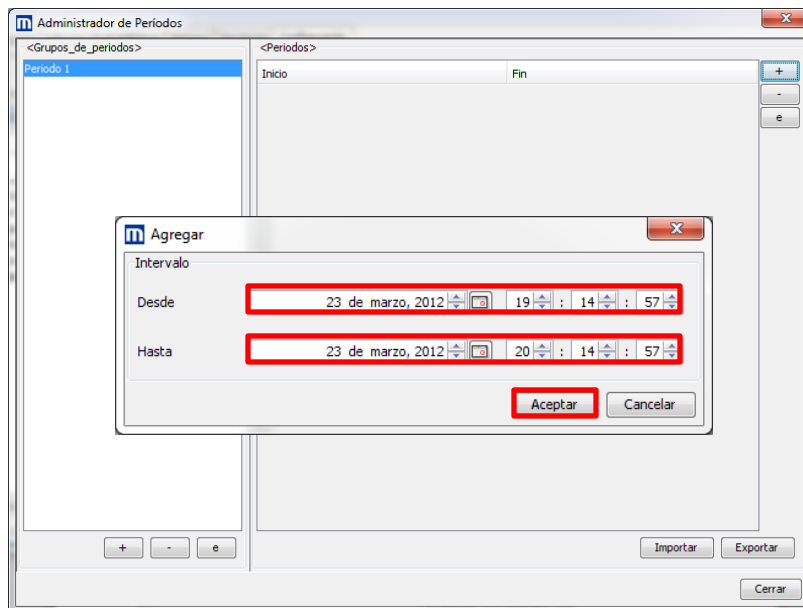 Administrador de Períodos
<Grupos_de_periodos>
Periodo 1
<Periodos>
Inicio Fin
+
-
e
Agregar
Intervalo
Desde 23 de marzo, 2012 19 : 14 : 57
Hasta 23 de marzo, 2012 20 : 14 : 57
Aceptar Cancelar
+ - e
Importar Exportar
Cerrar